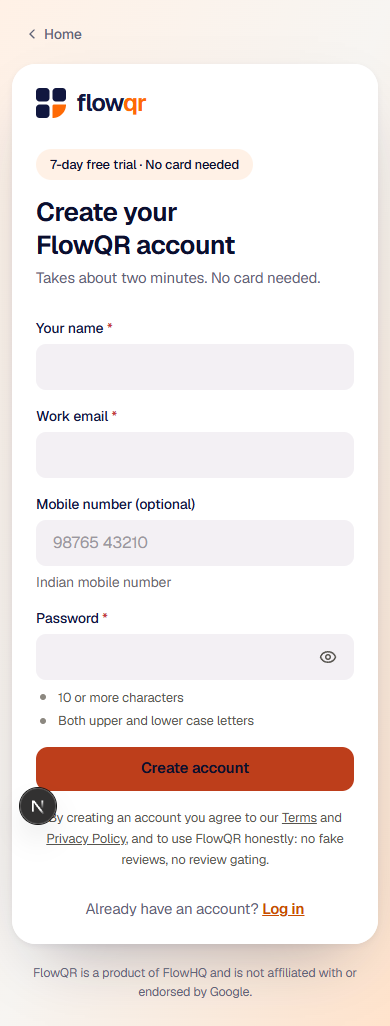 Home
flowqr
7-day free trial · No card needed
Create your
FlowQR account
Takes about two minutes. No card needed.
Your name *
Work email *
Mobile number (optional)
98765 43210
Indian mobile number
Password *
10 or more characters
Both upper and lower case letters
Create account
N
By creating an account you agree to our Terms and
Privacy Policy, and to use FlowQR honestly: no fake
reviews, no review gating.
Already have an account? Log in
FlowQR is a product of FlowHQ and is not affiliated with or
endorsed by Google.